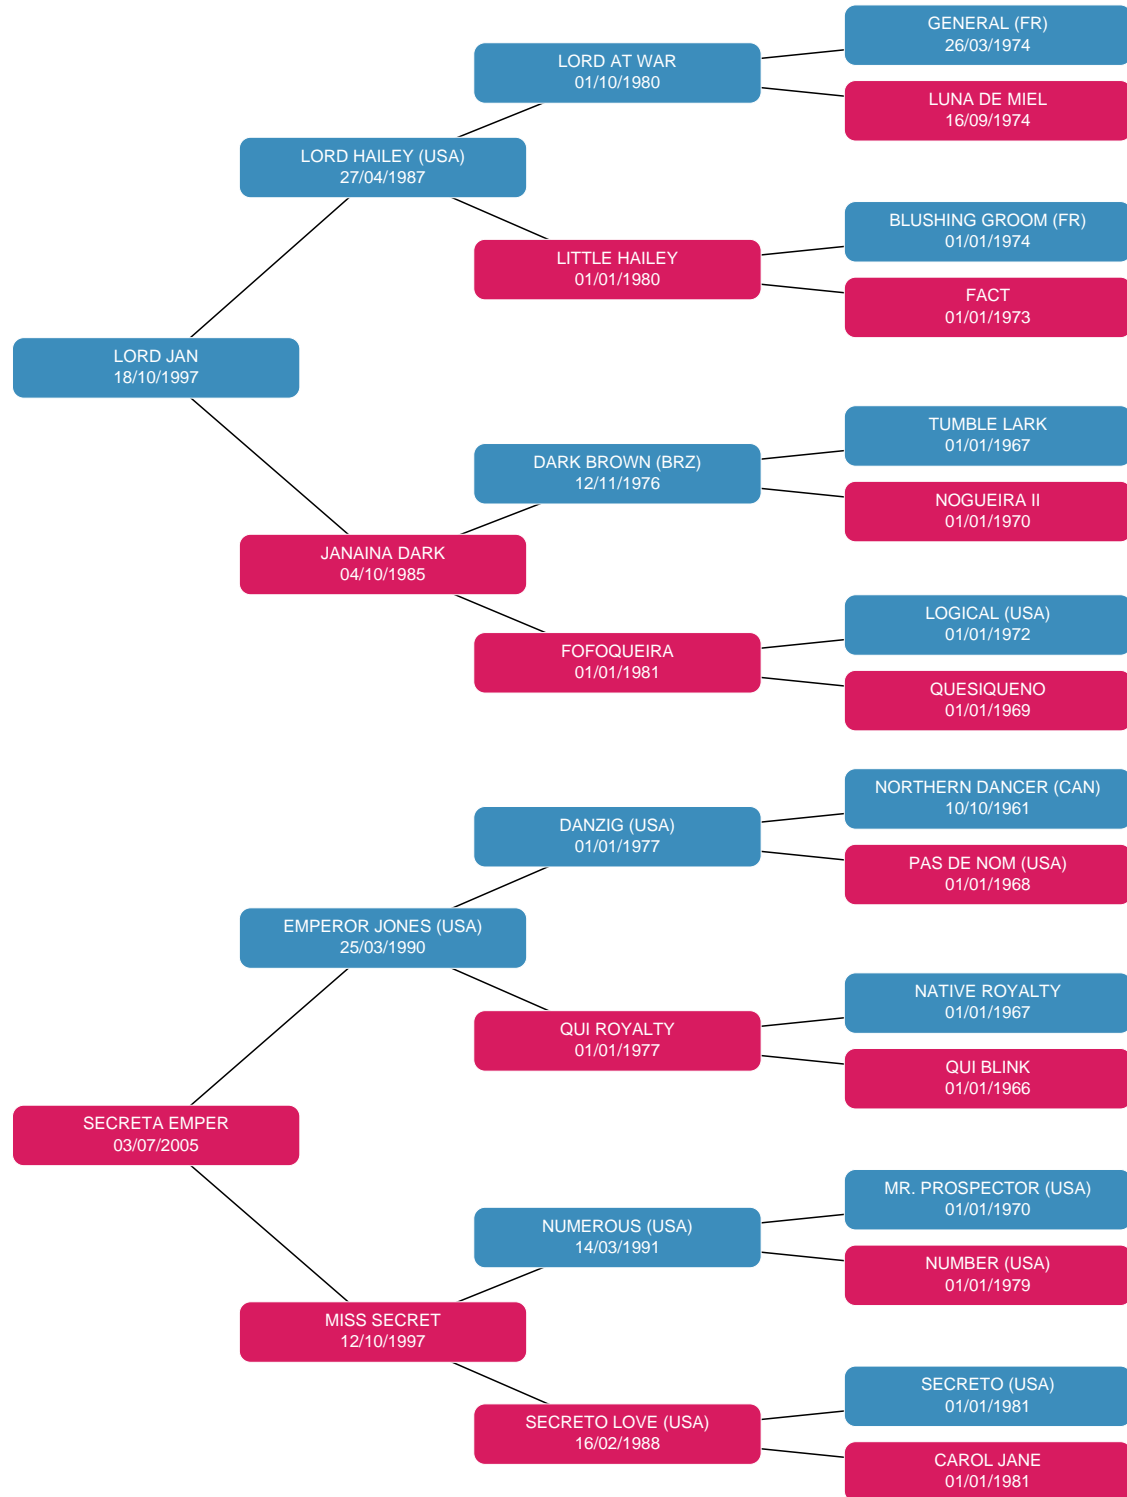 GENERAL (FR)
26/03/1974
LORD AT WAR
01/10/1980
LUNA DE MIEL
16/09/1974
LORD HAILEY (USA)
27/04/1987
BLUSHING GROOM (FR)
01/01/1974
LITTLE HAILEY
01/01/1980
FACT
01/01/1973
LORD JAN
18/10/1997
TUMBLE LARK
01/01/1967
DARK BROWN (BRZ)
12/11/1976
NOGUEIRA II
01/01/1970
JANAINA DARK
04/10/1985
LOGICAL (USA)
01/01/1972
FOFOQUEIRA
01/01/1981
QUESIQUENO
01/01/1969
NORTHERN DANCER (CAN)
10/10/1961
DANZIG (USA)
01/01/1977
PAS DE NOM (USA)
01/01/1968
EMPEROR JONES (USA)
25/03/1990
NATIVE ROYALTY
01/01/1967
QUI ROYALTY
01/01/1977
QUI BLINK
01/01/1966
SECRETA EMPER
03/07/2005
MR. PROSPECTOR (USA)
01/01/1970
NUMEROUS (USA)
14/03/1991
NUMBER (USA)
01/01/1979
MISS SECRET
12/10/1997
SECRETO (USA)
01/01/1981
SECRETO LOVE (USA)
16/02/1988
CAROL JANE
01/01/1981